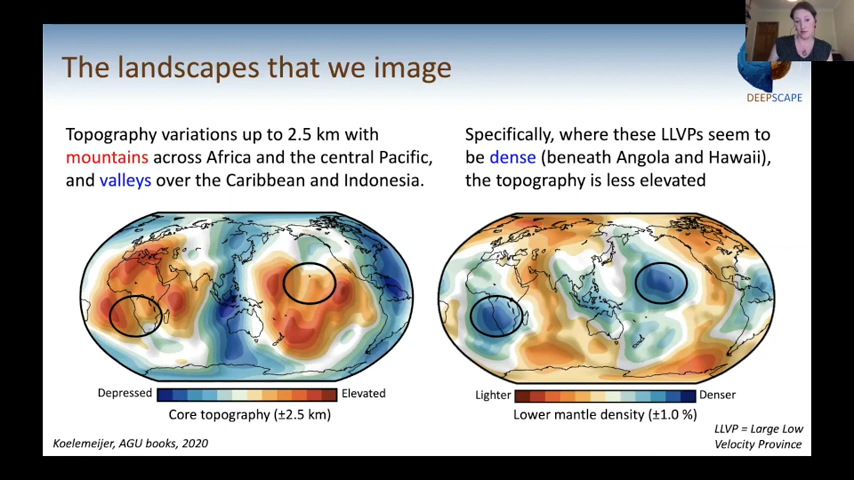 The landscapes that we image
DEEPSCAPE
Topography variations up to 2.5 km with
mountains across Africa and the central Pacific,
and valleys over the Caribbean and Indonesia.
Specifically, where these LLVPs seem to
be dense (beneath Angola and Hawaii),
the topography is less elevated
Depressed
Elevated
Core topography (±2.5 km)
Lighter
Denser
Lower mantle density (±1.0 %)
Koelemeijer, AGU books, 2020
LLVP = Large Low
Velocity Province